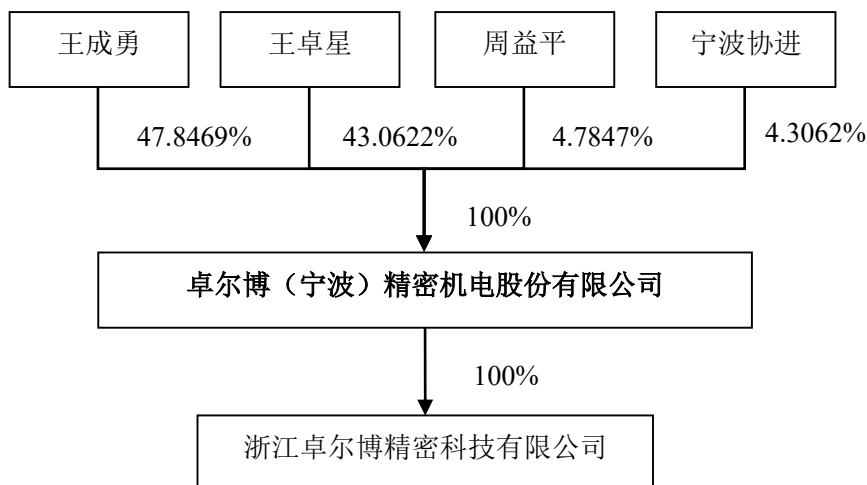 王成勇
王卓星
周益平
宁波协进
47.8469%
43.0622%
4.7847%
4.3062%
100%
卓尔博（宁波）精密机电股份有限公司
100%
浙江卓尔博精密科技有限公司